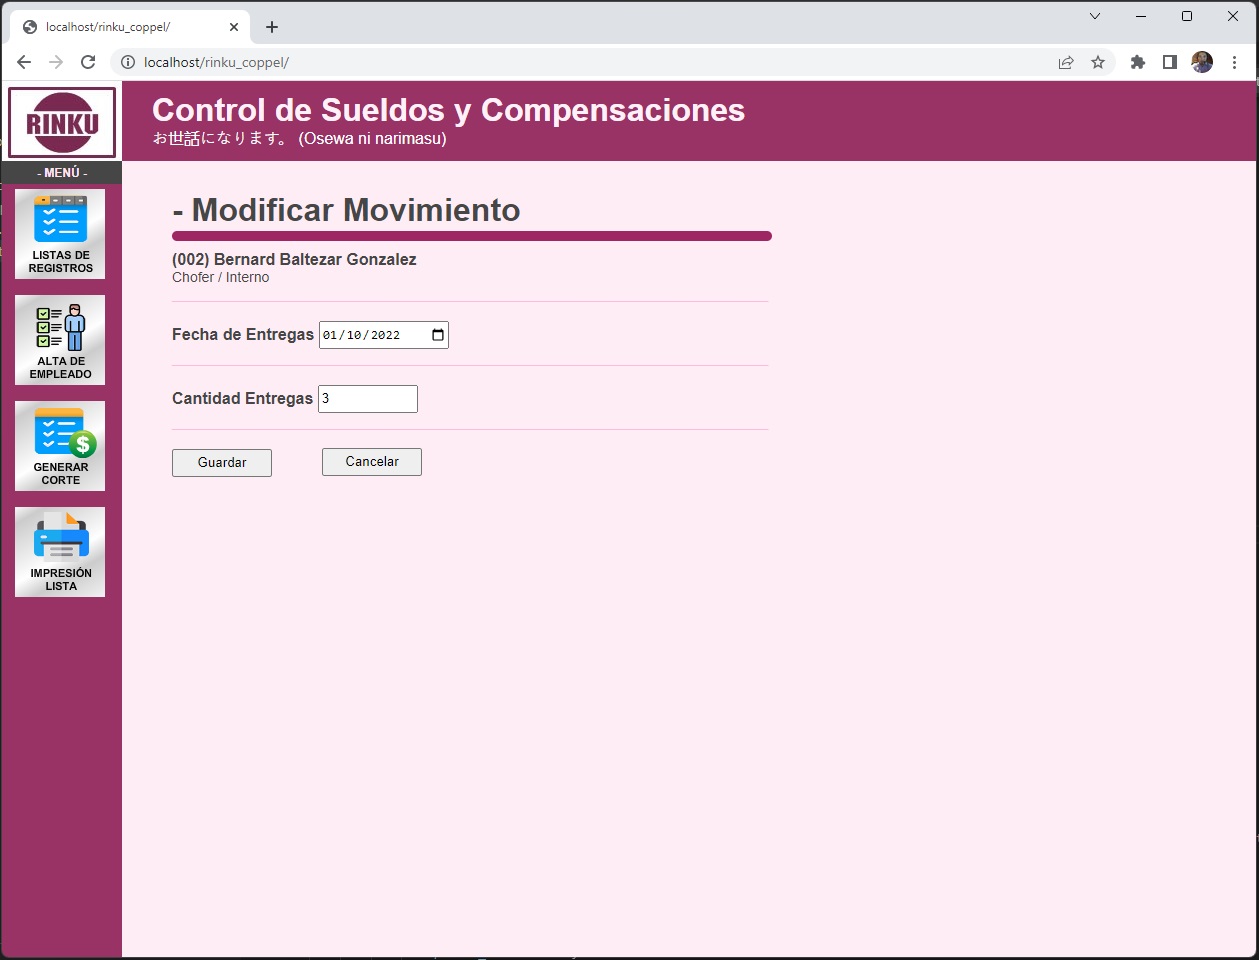 localhost/rinku_coppel/
localhost/rinku_coppel/
RINKU
Control de Sueldos y Compensaciones
お世話になります。 (Osewa ni narimasu)
- MENÚ -
LISTAS DE
REGISTROS
ALTA DE
EMPLEADO
$
GENERAR
CORTE
IMPRESIÓN
LISTA
- Modificar Movimiento
(002) Bernard Baltezar Gonzalez
Chofer / Interno
Fecha de Entregas 01/10/2022
Cantidad Entregas 3
Guardar Cancelar